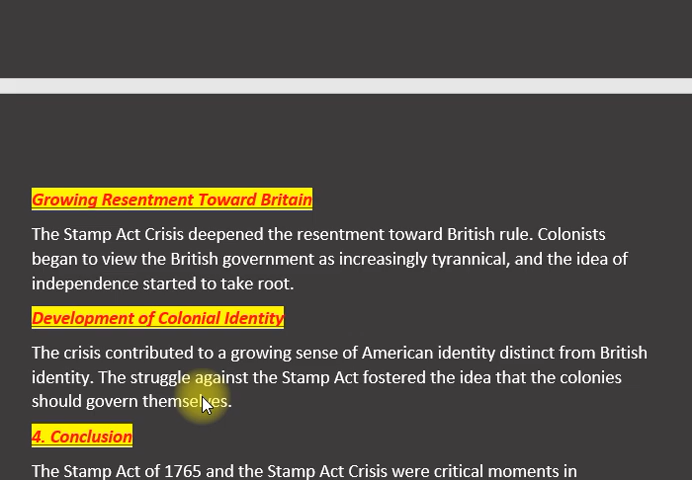 Growing Resentment Toward Britain
The Stamp Act Crisis deepened the resentment toward British rule. Colonists
began to view the British government as increasingly tyrannical, and the idea of
independence started to take root.
Development of Colonial Identity
The crisis contributed to a growing sense of American identity distinct from British
identity. The struggle against the Stamp Act fostered the idea that the colonies
should govern themselves.
4. Conclusion
The Stamp Act of 1765 and the Stamp Act Crisis were critical moments in